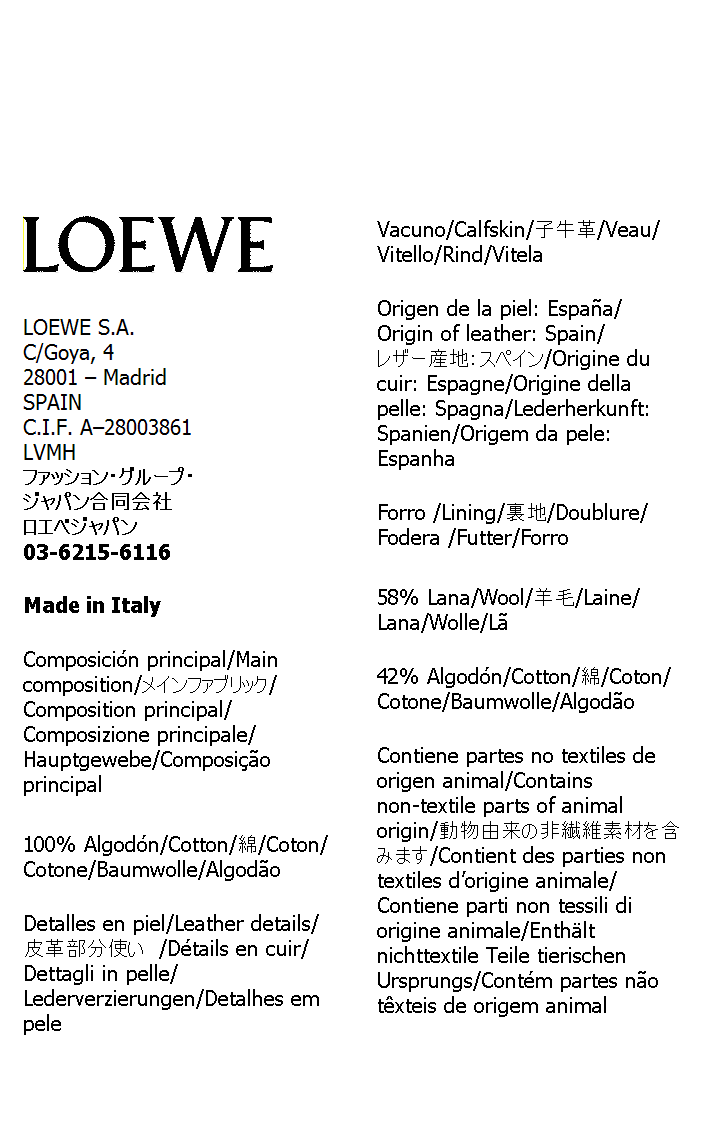 LOEWE
LOEWE S.A.
C/Goya, 4
28001 – Madrid
SPAIN
C.I.F. A–28003861
LVMH
ファッション・グループ・
ジャパン合同会社
ロエベジャパン
03-6215-6116
Made in Italy
Composición principal/Main
composition/メインファブリック/
Composition principal/
Composizione principale/
Hauptgewebe/Composição
principal
100% Algodón/Cotton/綿/Coton/
Cotone/Baumwolle/Algodão
Detalles en piel/Leather details/
皮革部分使い /Détails en cuir/
Dettagli in pelle/
Lederverzierungen/Detalhes em
pele
Vacuno/Calfskin/子牛革/Veau/
Vitello/Rind/Vitela
Origen de la piel: España/
Origin of leather: Spain/
レザー産地：スペイン/Origine du
cuir: Espagne/Origine della
pelle: Spagna/Lederherkunft:
Spanien/Origem da pele:
Espanha
Forro /Lining/裏地/Doublure/
Fodera /Futter/Forro
58% Lana/Wool/羊毛/Laine/
Lana/Wolle/Lã
42% Algodón/Cotton/綿/Coton/
Cotone/Baumwolle/Algodão
Contiene partes no textiles de
origen animal/Contains
non-textile parts of animal
origin/動物由来の非繊維素材を含
みます/Contient des parties non
textiles d’origine animale/
Contiene parti non tessili di
origine animale/Enthält
nichttextile Teile tierischen
Ursprungs/Contém partes não
têxteis de origem animal